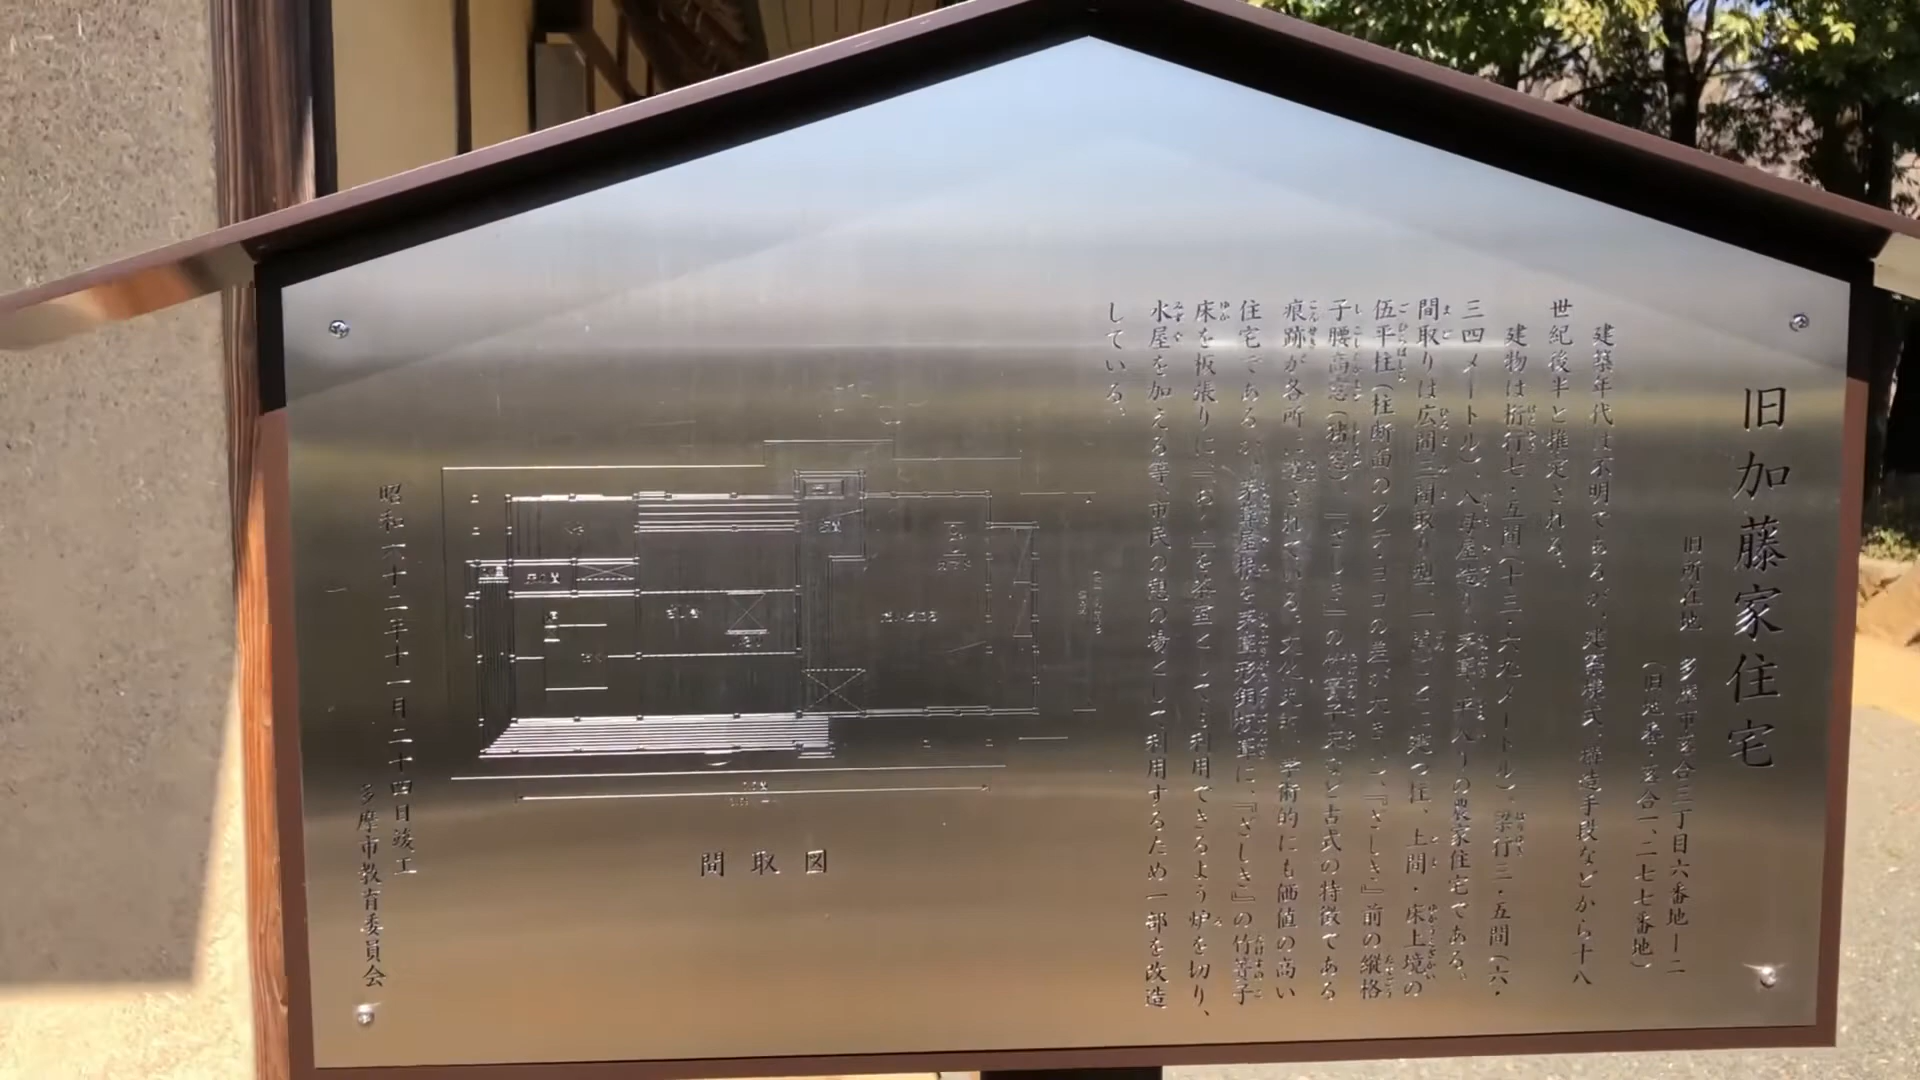 旧加藤家住宅
旧所在地 多摩市落合三丁目六番地ー二
(旧地番・落合一、二七七番地)
建築年代は不明であるが、建築様式、構造手段などから十八
世紀後半と推定される。
建物は桁行七・五間(十三・六九メートル)、梁行三・五間(六・
三四メートル)、入母屋造り、茅葺、平入りの農家住宅である。
間取りは広間三間取り型、一間ごとに建つ柱、上間・床上境の
伍平柱(柱断面のタテ・ヨコの差が大きい)、『ざしき』前の縦格
子腰高窓(猪窓)、『ざしき』の竹簀子天など古式の特徴である
痕跡が各所に遺されている。文化史的、学術的にも価値の高い
住宅であるが、茅葺屋根を茅葺形銅板葺に、『ざしき』の竹簀子
床を板張りに、『おく』を茶室としても利用できるよう炉を切り、
水屋を加える等、市民の憩の場として利用するため一部を改造
している。
間取図
昭和六十二年十一月二十四日竣工
多摩市教育委員会